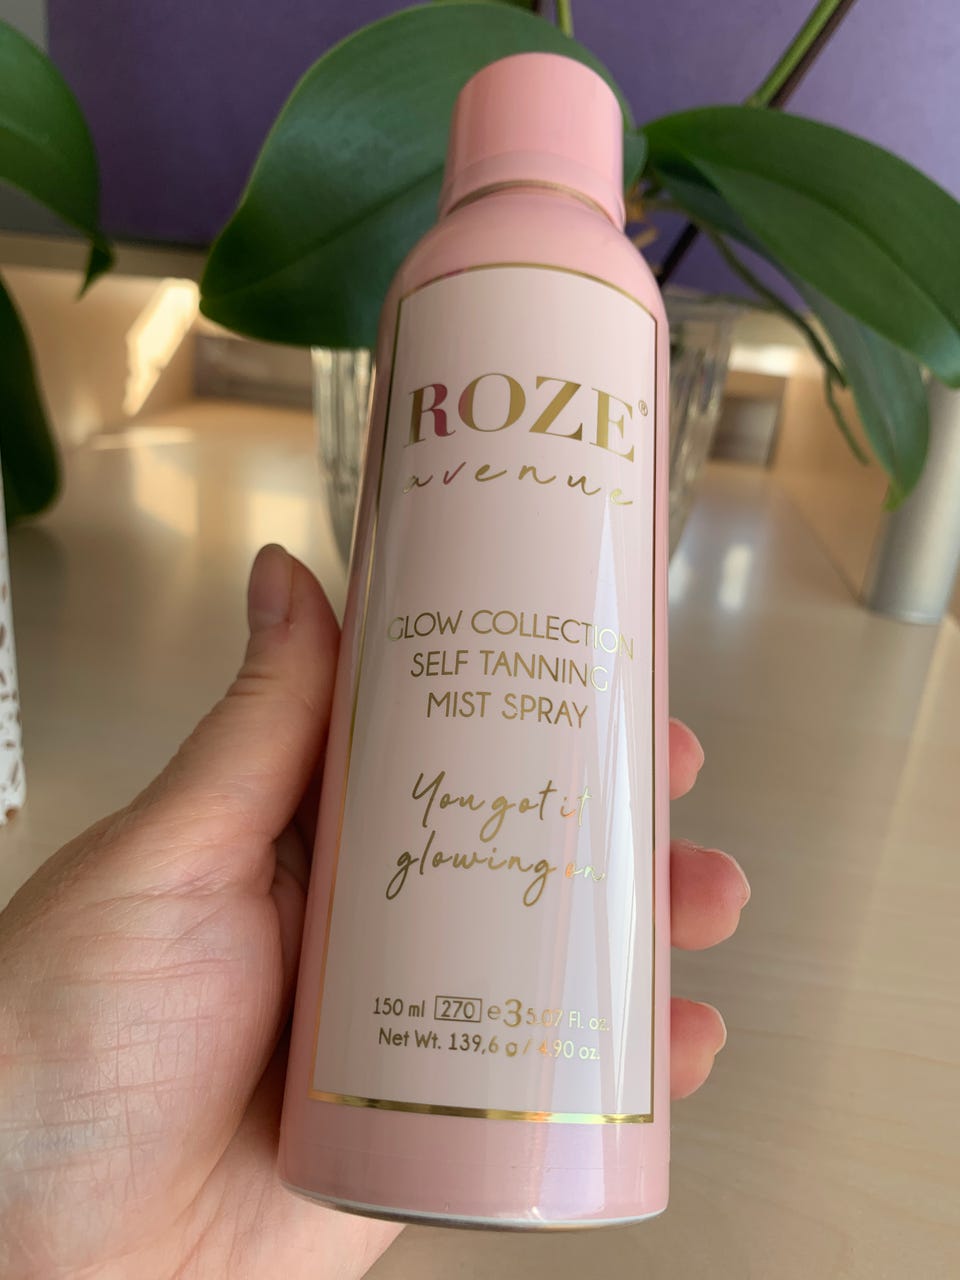 ROZE®
avenue
GLOW COLLECTION
SELF TANNING
MIST SPRAY
You got it
glowing on
150 ml 270 e 3 5.07 Fl. oz.
Net Wt. 139,6 g / 4.90 oz.